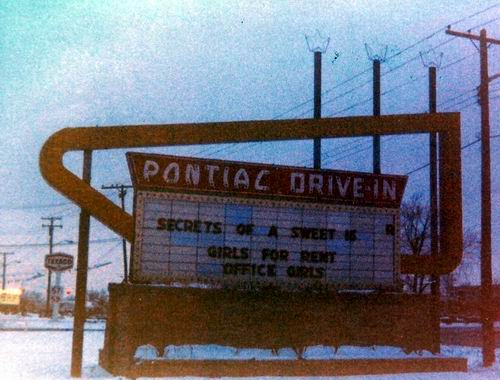 PONTIAC DRIVE-IN
SECRETS OF A SWEET 16 R
GIRLS FOR RENT
OFFICE GIRLS
TEXACO